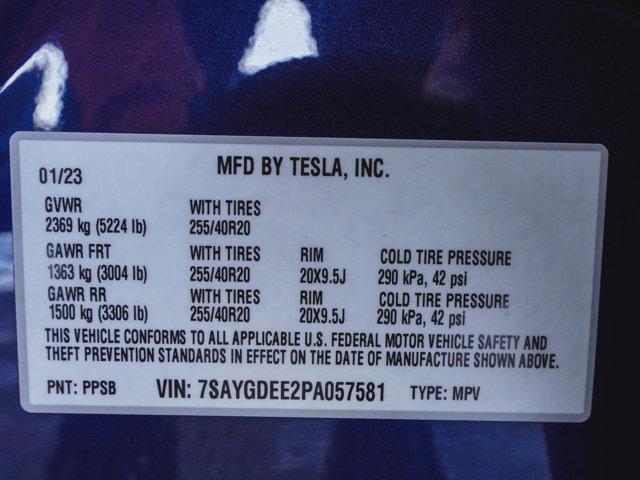 MFD BY TESLA, INC.
01/23
GVWR WITH TIRES
2369 kg (5224 lb) 255/40R20
GAWR FRT WITH TIRES RIM COLD TIRE PRESSURE
1363 kg (3004 lb) 255/40R20 20X9.5J 290 kPa, 42 psi
GAWR RR WITH TIRES RIM COLD TIRE PRESSURE
1500 kg (3306 lb) 255/40R20 20X9.5J 290 kPa, 42 psi
THIS VEHICLE CONFORMS TO ALL APPLICABLE U.S. FEDERAL MOTOR VEHICLE SAFETY AND
THEFT PREVENTION STANDARDS IN EFFECT ON THE DATE OF MANUFACTURE SHOWN ABOVE.
PNT: PPSB VIN: 7SAYGDEE2PA057581 TYPE: MPV